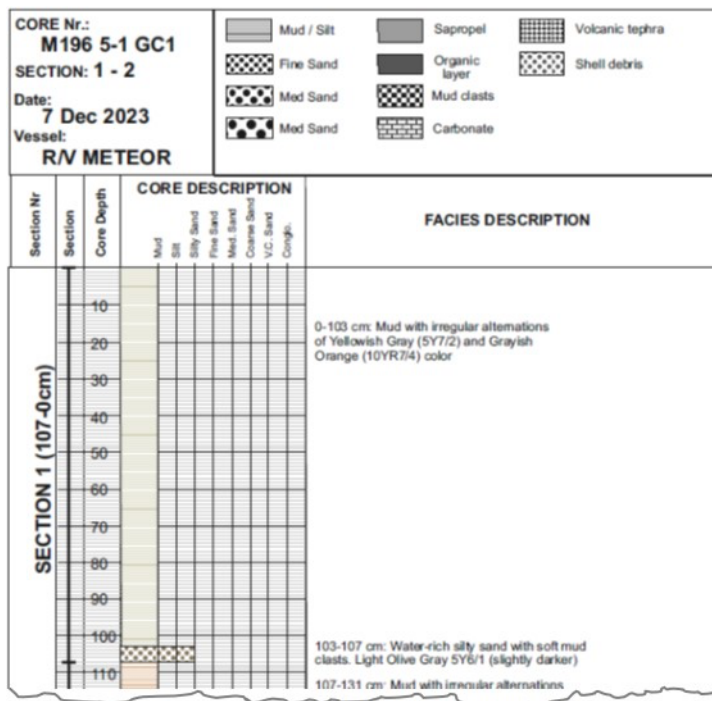 CORE Nr.:
M196 5-1 GC1
SECTION: 1 - 2
Date:
7 Dec 2023
Vessel:
R/V METEOR
Mud / Silt
Fine Sand
Med Sand
Med Sand
Sapropel
Organic
layer
Mud clasts
Carbonate
Volcanic tephra
Shell debris
Section Nr
Section
Core Depth
CORE DESCRIPTION
Mud
Silt
Silty Sand
Fine Sand
Med. Sand
Coarse Sand
V.C. Sand
Conglo.
FACIES DESCRIPTION
SECTION 1 (107-0cm)
10
20
30
40
50
60
70
80
90
100
110
0-103 cm: Mud with irregular alternations
of Yellowish Gray (5Y7/2) and Grayish
Orange (10YR7/4) color
103-107 cm: Water-rich silty sand with soft mud
clasts. Light Olive Gray 5Y6/1 (slightly darker)
107-131 cm: Mud with irregular alternations